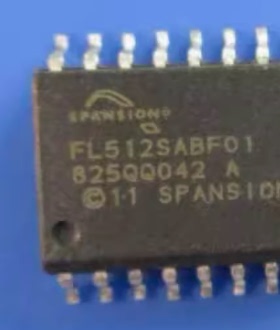 SPANSION®
FL512SABF01
825QQ042 A
©11 SPANSION